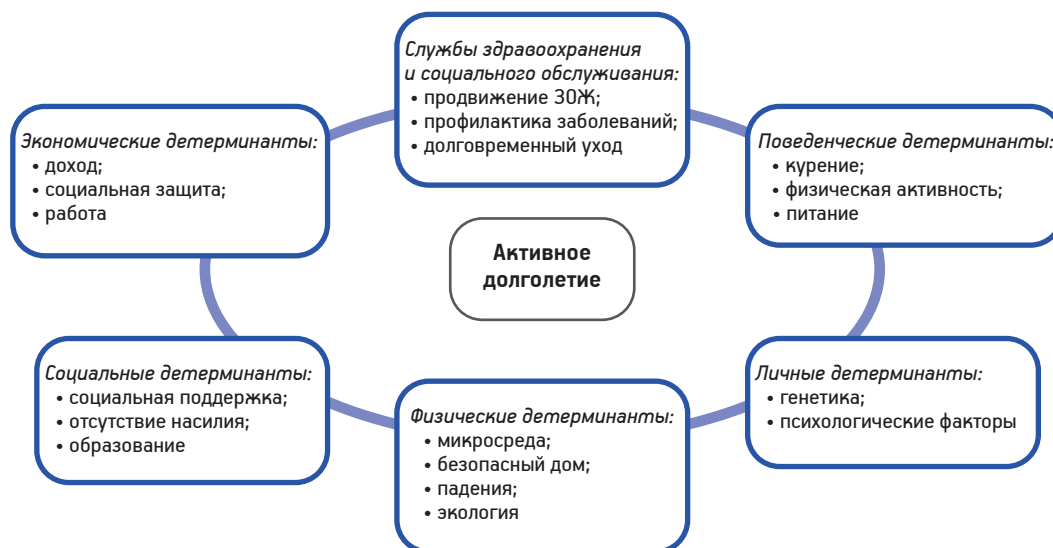 Службы здравоохранения
и социального обслуживания:
• продвижение ЗОЖ;
• профилактика заболеваний;
• долговременный уход
Экономические детерминанты:
• доход;
• социальная защита;
• работа
Поведенческие детерминанты:
• курение;
• физическая активность;
• питание
Активное
долголетие
Социальные детерминанты:
• социальная поддержка;
• отсутствие насилия;
• образование
Физические детерминанты:
• микросреда;
• безопасный дом;
• падения;
• экология
Личные детерминанты:
• генетика;
• психологические факторы